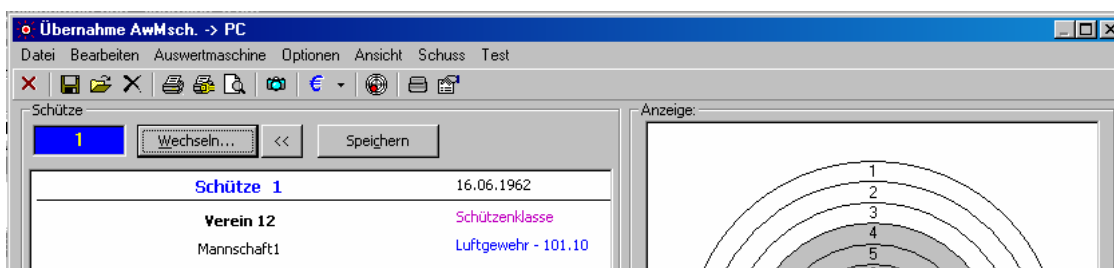 Übernahme AwMsch. -> PC
Datei Bearbeiten Auswertmaschine Optionen Ansicht Schuss Test
€
Schütze
1 Wechseln... << Speichern
Schütze 1 16.06.1962
Verein 12 Schützenklasse
Mannschaft1 Luftgewehr - 101.10
Anzeige:
1
2
3
4
5